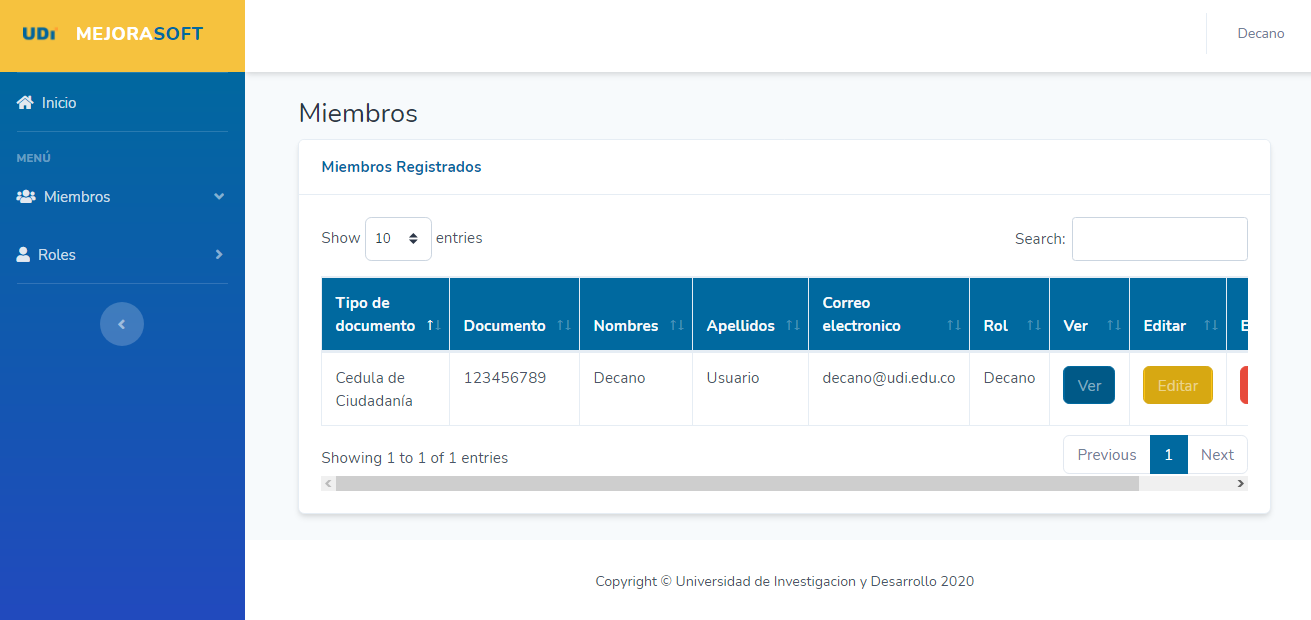 UDi MEJORASOFT
Decano
Inicio
MENÚ
Miembros
Roles
Miembros
Miembros Registrados
Show 10 entries
Search:
Tipo de documento Documento Nombres Apellidos Correo electronico Rol Ver Editar E
Cedula de Ciudadanía 123456789 Decano Usuario decano@udi.edu.co Decano Ver Editar
Showing 1 to 1 of 1 entries
Previous 1 Next
Copyright © Universidad de Investigacion y Desarrollo 2020